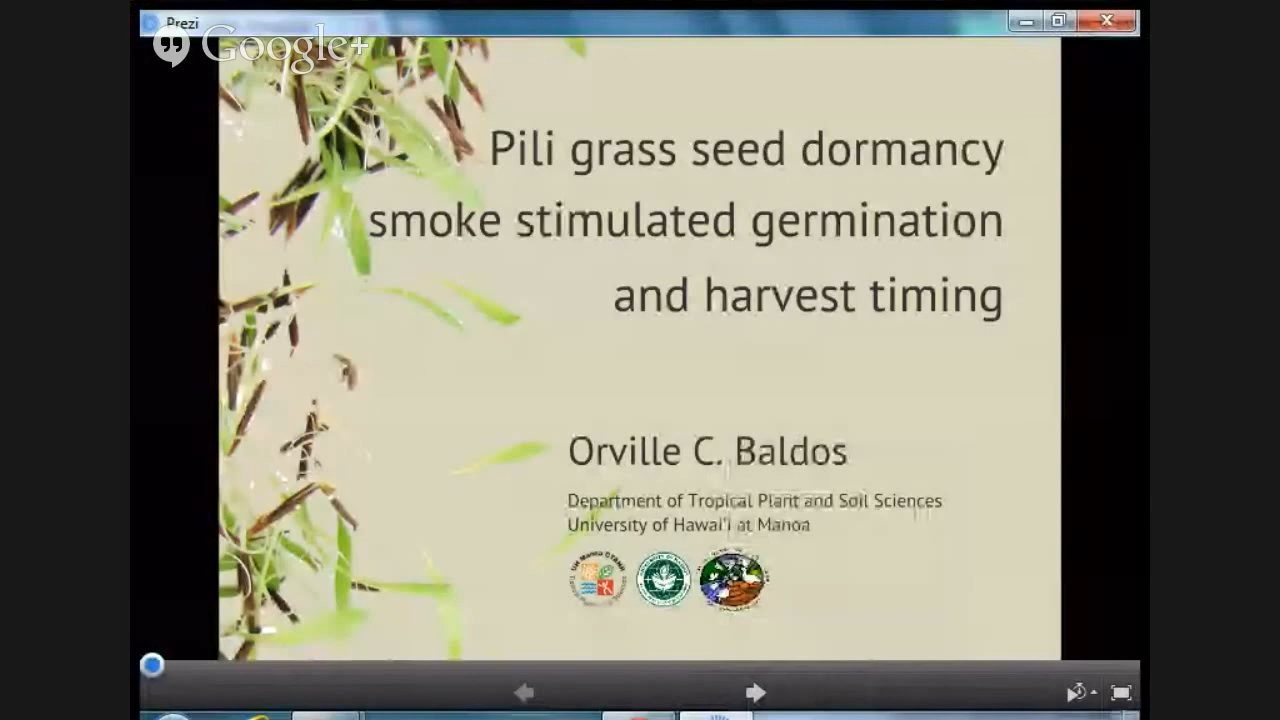 Prezi
Google+
Pili grass seed dormancy
smoke stimulated germination
and harvest timing
Orville C. Baldos
Department of Tropical Plant and Soil Sciences
University of Hawai'i at Manoa